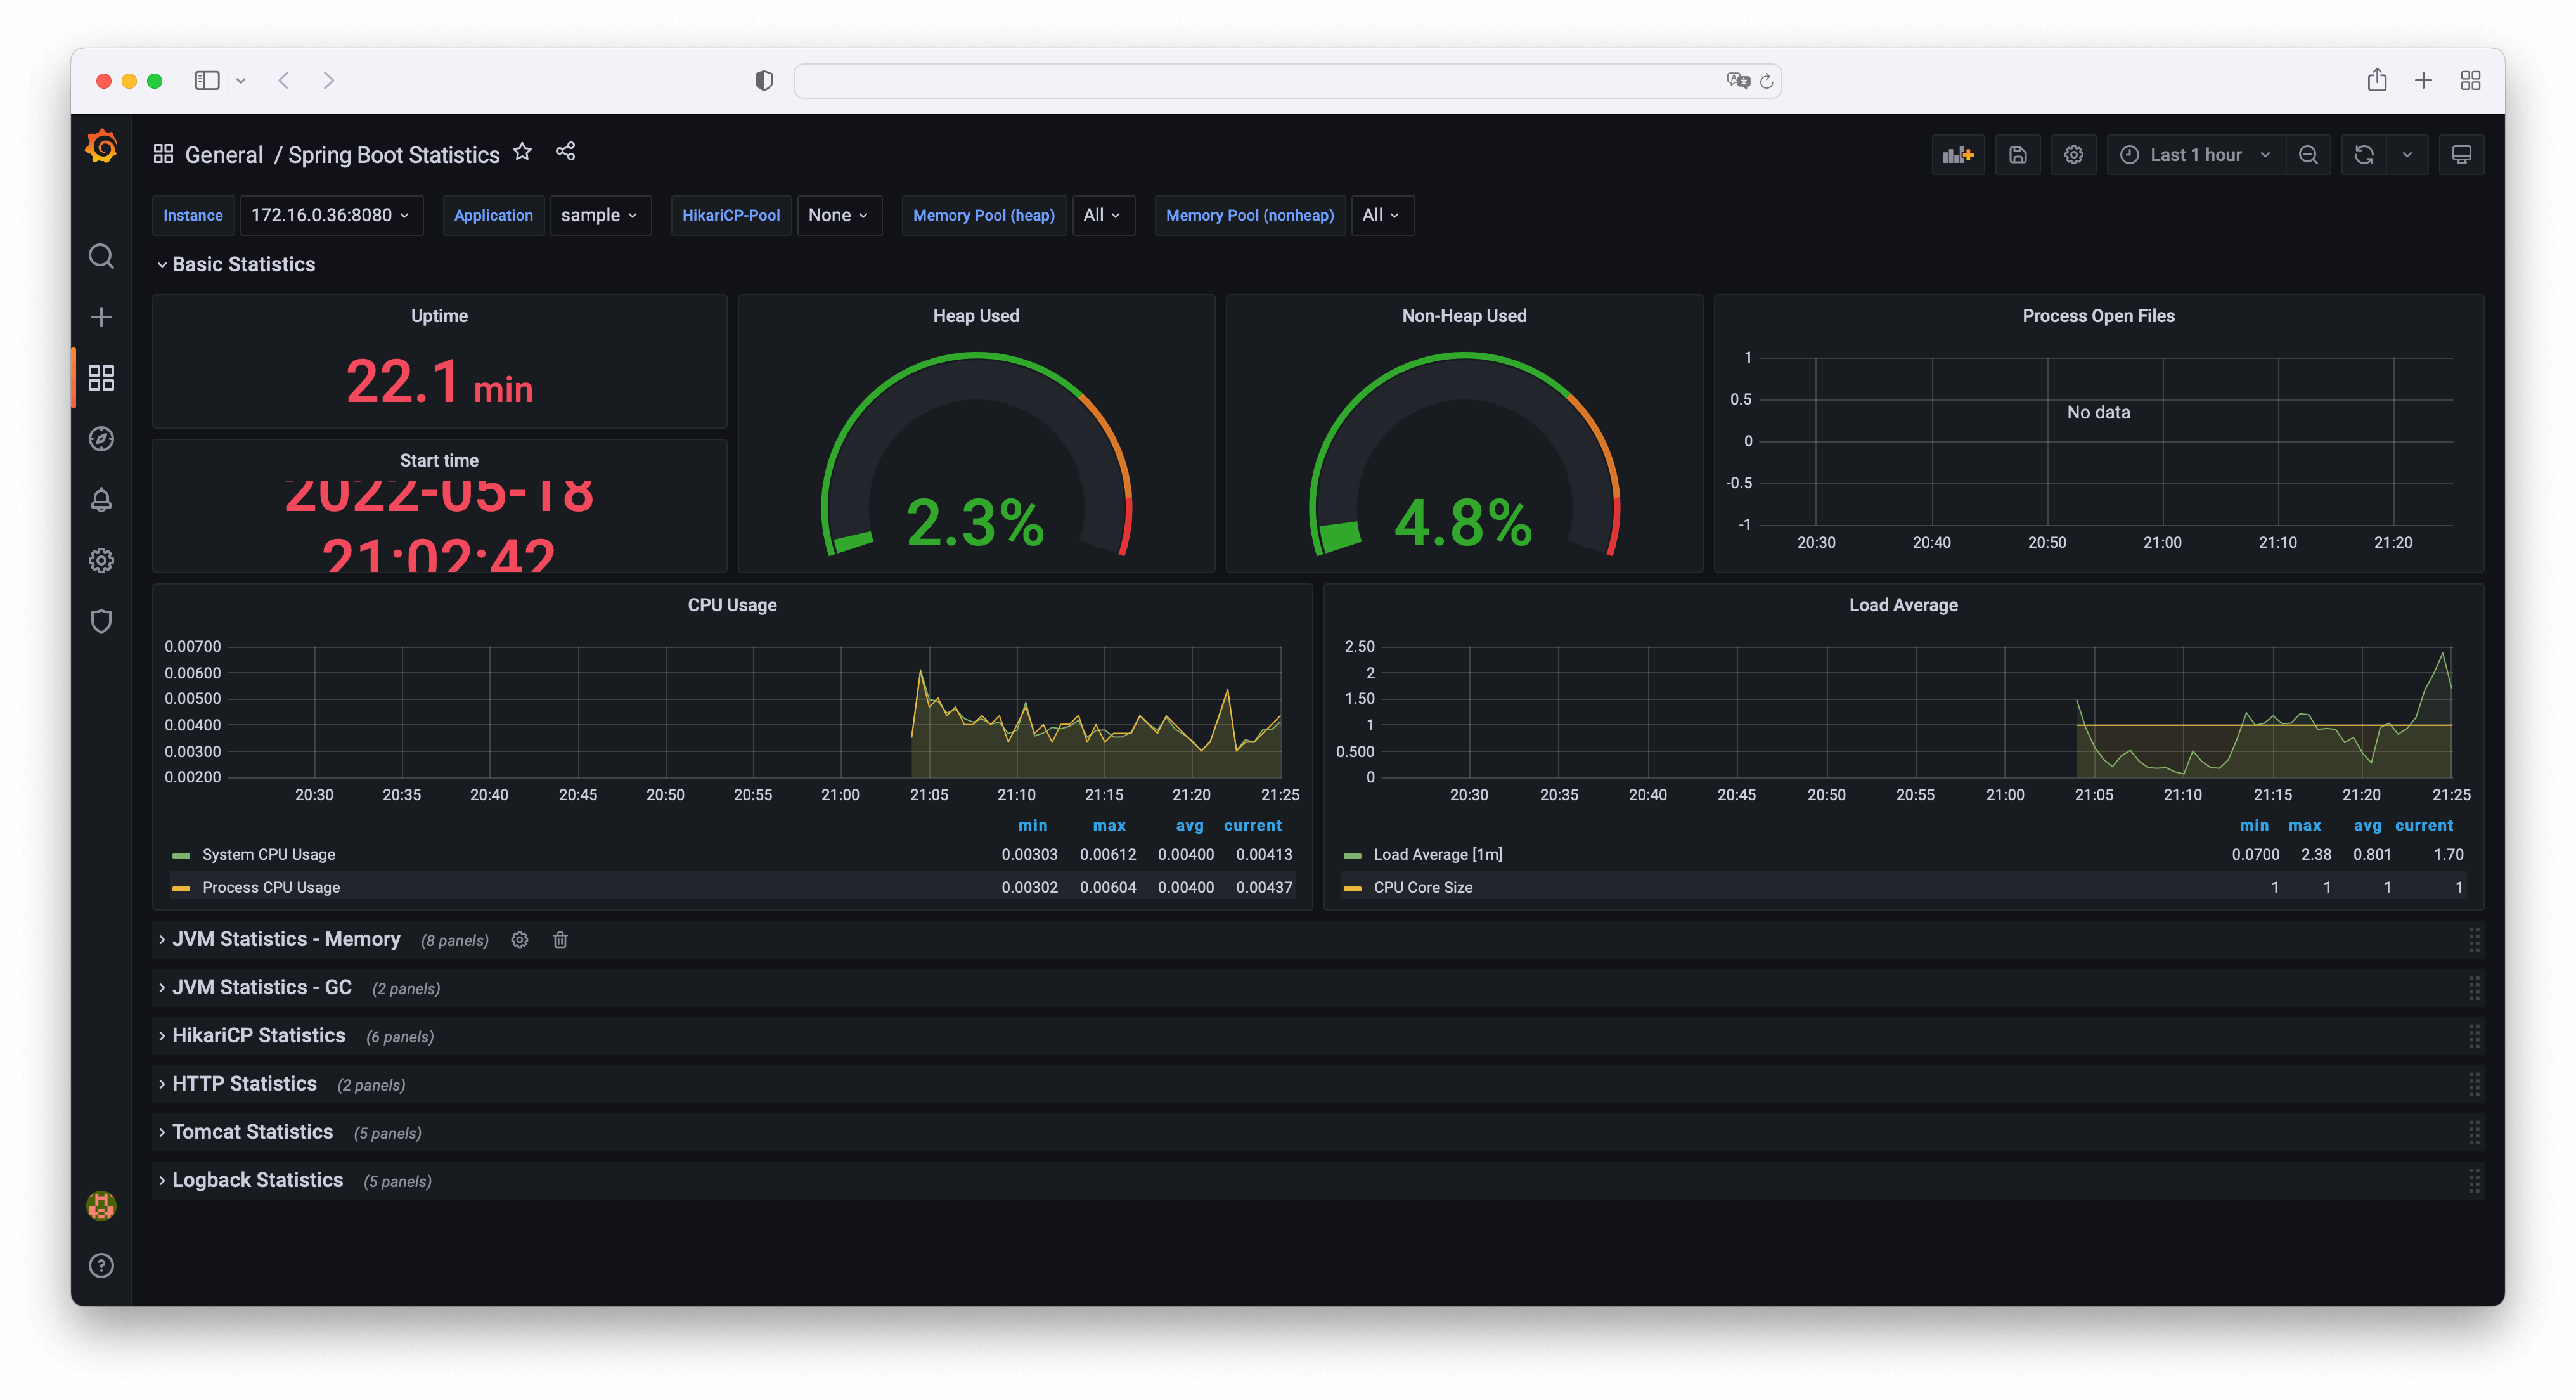 General / Spring Boot Statistics
Last 1 hour
Instance 172.16.0.36:8080 Application sample HikariCP-Pool None Memory Pool (heap) All Memory Pool (nonheap) All
Basic Statistics
Uptime
22.1 min
Start time
2022-05-18
21:02:42
Heap Used
2.3%
Non-Heap Used
4.8%
Process Open Files
1
0.5
0
-0.5
-1
No data
20:30 20:40 20:50 21:00 21:10 21:20
CPU Usage
0.00700
0.00600
0.00500
0.00400
0.00300
0.00200
20:30 20:35 20:40 20:45 20:50 20:55 21:00 21:05 21:10 21:15 21:20 21:25
min max avg current
System CPU Usage 0.00303 0.00612 0.00400 0.00413
Process CPU Usage 0.00302 0.00604 0.00400 0.00437
Load Average
2.50
2
1.50
1
0.500
0
20:30 20:35 20:40 20:45 20:50 20:55 21:00 21:05 21:10 21:15 21:20 21:25
min max avg current
Load Average [1m] 0.0700 2.38 0.801 1.70
CPU Core Size 1 1 1 1
JVM Statistics - Memory (8 panels)
JVM Statistics - GC (2 panels)
HikariCP Statistics (6 panels)
HTTP Statistics (2 panels)
Tomcat Statistics (5 panels)
Logback Statistics (5 panels)